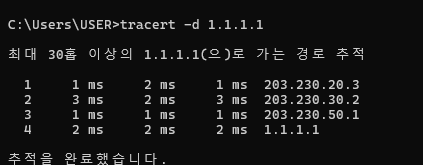 C:\Users\USER>tracert -d 1.1.1.1
최대 30홉 이상의 1.1.1.1(으)로 가는 경로 추적
1 1 ms 2 ms 1 ms 203.230.20.3
2 3 ms 2 ms 3 ms 203.230.30.2
3 1 ms 1 ms 1 ms 203.230.50.1
4 2 ms 2 ms 2 ms 1.1.1.1
추적을 완료했습니다.